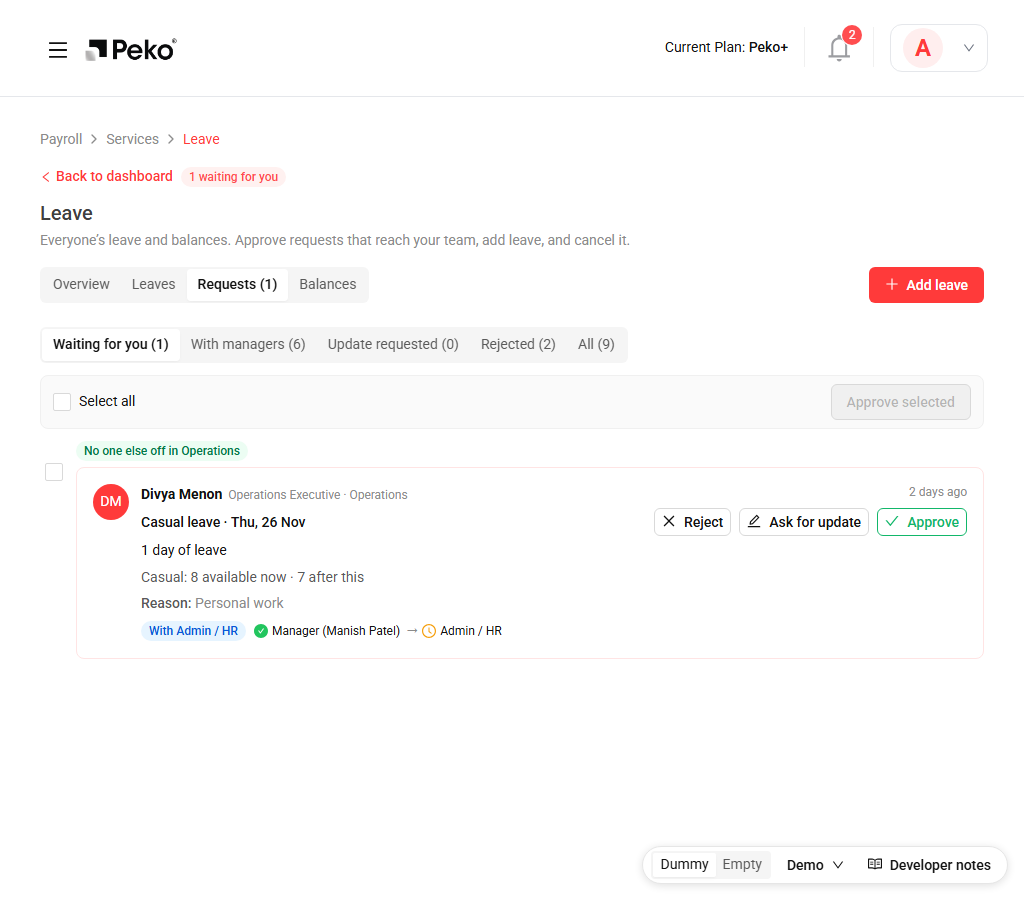 Peko
Current Plan: Peko+
2
A
Payroll > Services > Leave
Back to dashboard
1 waiting for you
Leave
Everyone's leave and balances. Approve requests that reach your team, add leave, and cancel it.
Overview
Leaves
Requests (1)
Balances
+ Add leave
Waiting for you (1)
With managers (6)
Update requested (0)
Rejected (2)
All (9)
Select all
Approve selected
No one else off in Operations
DM
Divya Menon Operations Executive · Operations
2 days ago
Casual leave · Thu, 26 Nov
Reject
Ask for update
Approve
1 day of leave
Casual: 8 available now · 7 after this
Reason: Personal work
With Admin / HR
Manager (Manish Patel) → Admin / HR
Dummy
Empty
Demo
Developer notes